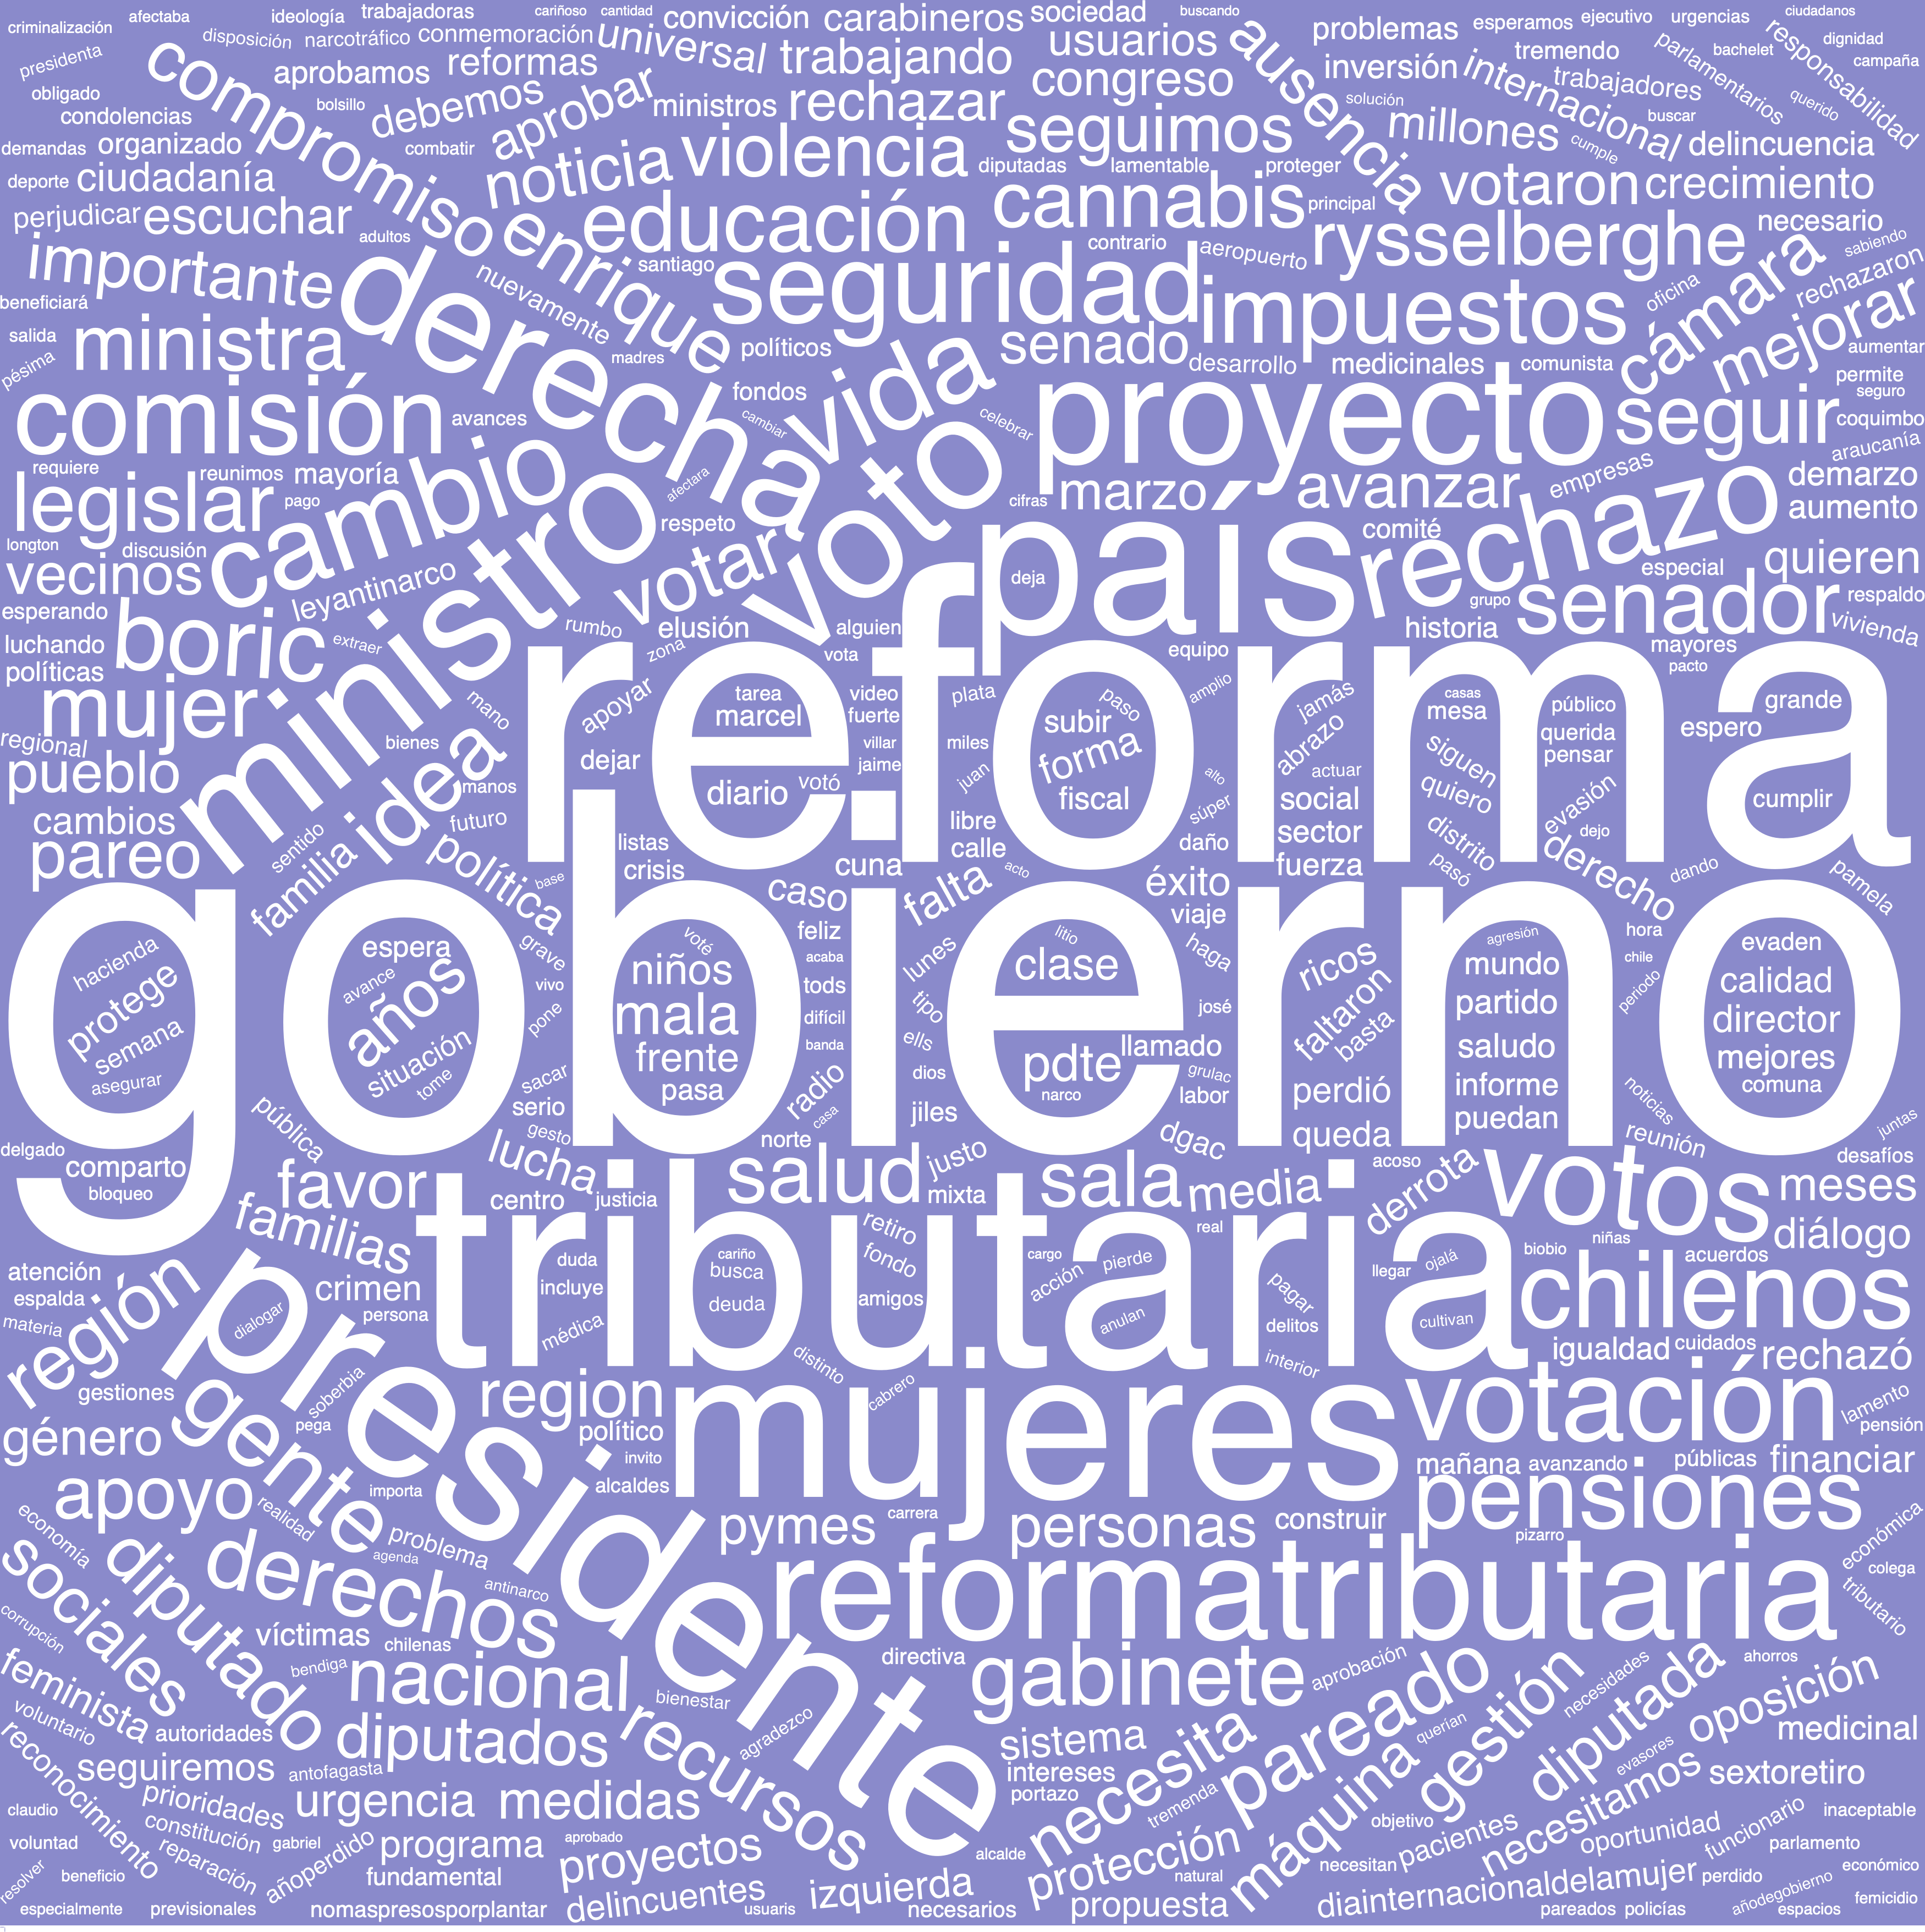 criminalización
afectaba
ideología
trabajadoras
cariñoso
cantidad
convicción
carabineros
sociedad
buscando
problemas
esperamos
ejecutivo
urgencias
ciudadanos
presidenta
disposición
narcotráfico
conmemoración
universal
trabajando
usuarios
ausencia
tremendo
parlamentarios
bachelet
responsabilidad
dignidad
campaña
obligado
compromiso
aprobamos
reformas
inversión
internacional
trabajadores
condolencias
bolsillo
debemos
aprobar
ministros
rechazar
congreso
solución
buscar
querido
demandas
organizado
combatir
noticia
violencia
seguimos
millones
cumple
delincuencia
deporte
ciudadanía
diputadas
lamentable
proteger
votaron
crecimiento
perjudicar
escuchar
adultos
enrique
educación
cannabis
principal
necesario
importante
derecha
nuevamente
santiago
seguridad
contrario
aeropuerto
rysselberghe
cámara
sabiendo
rechazaron
beneficiará
salida
ministra
madres
políticos
senado
impuestos
oficina
mejorar
aumentar
pésima
desarrollo
medicinales
comunista
permite
seguro
comisión
avances
fondos
cambiar
vida
celebrar
proyecto
seguir
coquimbo
araucanía
requiere
reunimos
mayoría
cambio
afectara
voto
cifras
marzo
avanzar
empresas
demarzo
legislar
pago
respeto
país
comité
rechazo
aumento
longton
discusión
vecinos
leyantinarco
ministro
votar
deja
especial
quieren
esperando
boric
extraer
rumbo
elusión
alguien
grupo
senador
respaldo
luchando
zona
vota
historia
mayores
vivienda
políticas
mujer
mano
reforma
equipo
pacto
regional
bienes
apoyar
tarea
marcel
video
fuerte
plata
subir
paso
amplio
jamás
casas
mesa
público
grande
pueblo
idea
manos
dejar
villar
jaime
miles
forma
abrazo
siguen
querida
pensar
espero
cambios
sentido
futuro
diario
votó
juan
fiscal
alto
actuar
quiero
evasión
cumplir
pareo
familia
política
listas
libre
súper
social
distrito
dejo
crisis
cuna
calle
daño
sector
pasó
derecho
dando
pamela
base
caso
falta
acto
éxito
fuerza
gobierno
hacienda
espera
grave
voté
feliz
lunes
litio
viaje
ricos
agresión
hora
evaden
protege
avance
años
vivo
niños
acaba
tods
clase
haga
mundo
chile
calidad
semana
situación
pone
mala
difícil
tipo
josé
faltaron
partido
periodo
director
asegurar
tome
sacar
frente
banda
ells
pdte
llamado
basta
saludo
mejores
pasa
radio
dios
narco
grulac
perdió
informe
noticias
comuna
pública
serio
casa
jiles
labor
puedan
delgado
gesto
norte
dgac
queda
reunión
juntas
comparto
bloqueo
favor
lucha
salud
justo
sala
acoso
derrota
votos
desafíos
centro
justicia
mixta
media
meses
familias
tributaria
retiro
real
niñas
diálogo
atención
región
duda
cariño
busca
fondo
cargo
pierde
llegar
ojalá
biobio
acuerdos
espalda
crimen
incluye
deuda
amigos
acción
pagar
chilenos
materia
dialogar
persona
médica
anulan
delitos
cultivan
presidente
distinto
interior
igualdad
cuidados
rechazó
gestiones
soberbia
region
cabrero
mujeres
votación
lamento
género
gente
pega
político
pensión
invito
mañana
avanzando
públicas
financiar
apoyo
importa
alcaldes
carrera
pensiones
economía
realidad
problema
pymes
personas
construir
pizarro
económica
agenda
sociales
diputado
derechos
antinarco
reformatributaria
colega
tributario
corrupción
víctimas
chilenas
directiva
feminista
bendiga
nacional
bienestar
gabinete
aprobación
necesidades
ahorros
voluntario
autoridades
diputados
recursos
agradezco
sistema
necesita
pareado
querían
gestión
diputada
oposición
medicinal
reconocimiento
seguiremos
antofagasta
intereses
máquina
evasores
sextoretiro
prioridades
urgencia
medidas
portazo
tremenda
necesitamos
claudio
constitución
objetivo
pacientes
oportunidad
funcionario
inaceptable
voluntad
reparación
gabriel
añoperdido
programa
aprobado
proyectos
alcalde
protección
parlamento
resolver
beneficio
fundamental
natural
necesitan
perdido
económico
delincuentes
izquierda
propuesta
diainternacionaldelamujer
añodegobierno
femicidio
especialmente
previsionales
nomaspresosporplantar
usuaris
necesarios
pareados
policías
espacios